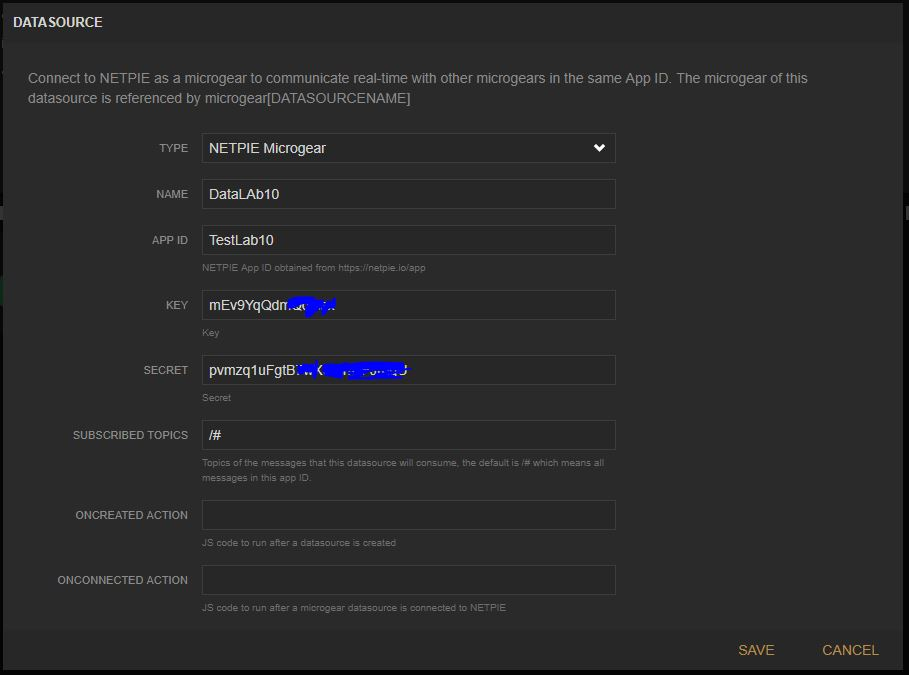 DATASOURCE
Connect to NETPIE as a microgear to communicate real-time with other microgears in the same App ID. The microgear of this
datasource is referenced by microgear[DATASOURCENAME]
TYPE NETPIE Microgear
NAME DataLAb10
APP ID TestLab10
NETPIE App ID obtained from https://netpie.io/app
KEY
Key
SECRET
Secret
SUBSCRIBED TOPICS /#
Topics of the messages that this datasource will consume, the default is /# which means all
messages in this app ID.
ONCREATED ACTION
JS code to run after a datasource is created
ONCONNECTED ACTION
JS code to run after a microgear datasource is connected to NETPIE
SAVE CANCEL